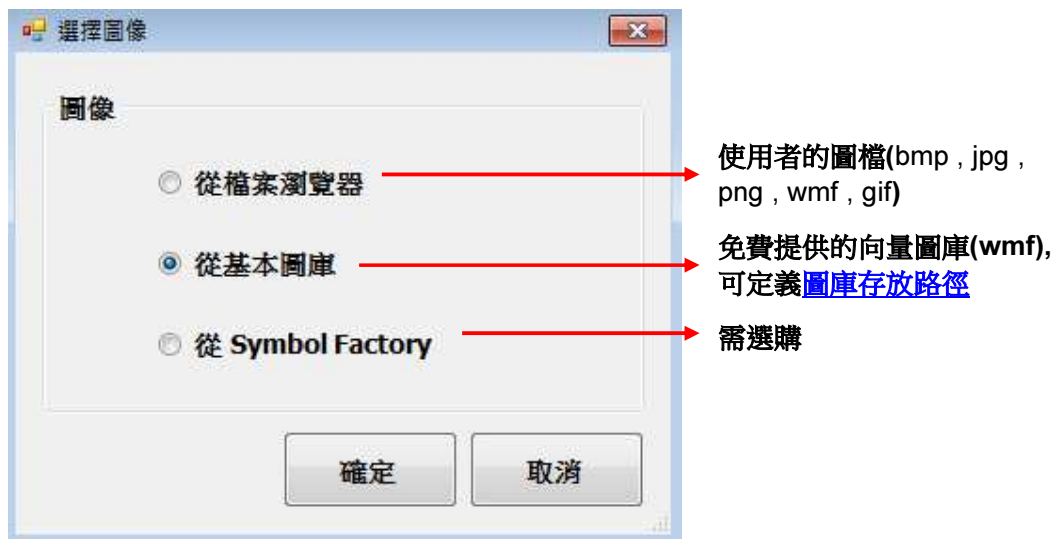 選擇圖像
圖像
從檔案瀏覽器
使用者的圖檔(bmp , jpg ,
png , wmf , gif)
從基本圖庫
免費提供的向量圖庫(wmf),
可定義圖庫存放路徑
從 Symbol Factory
需選購
確定
取消